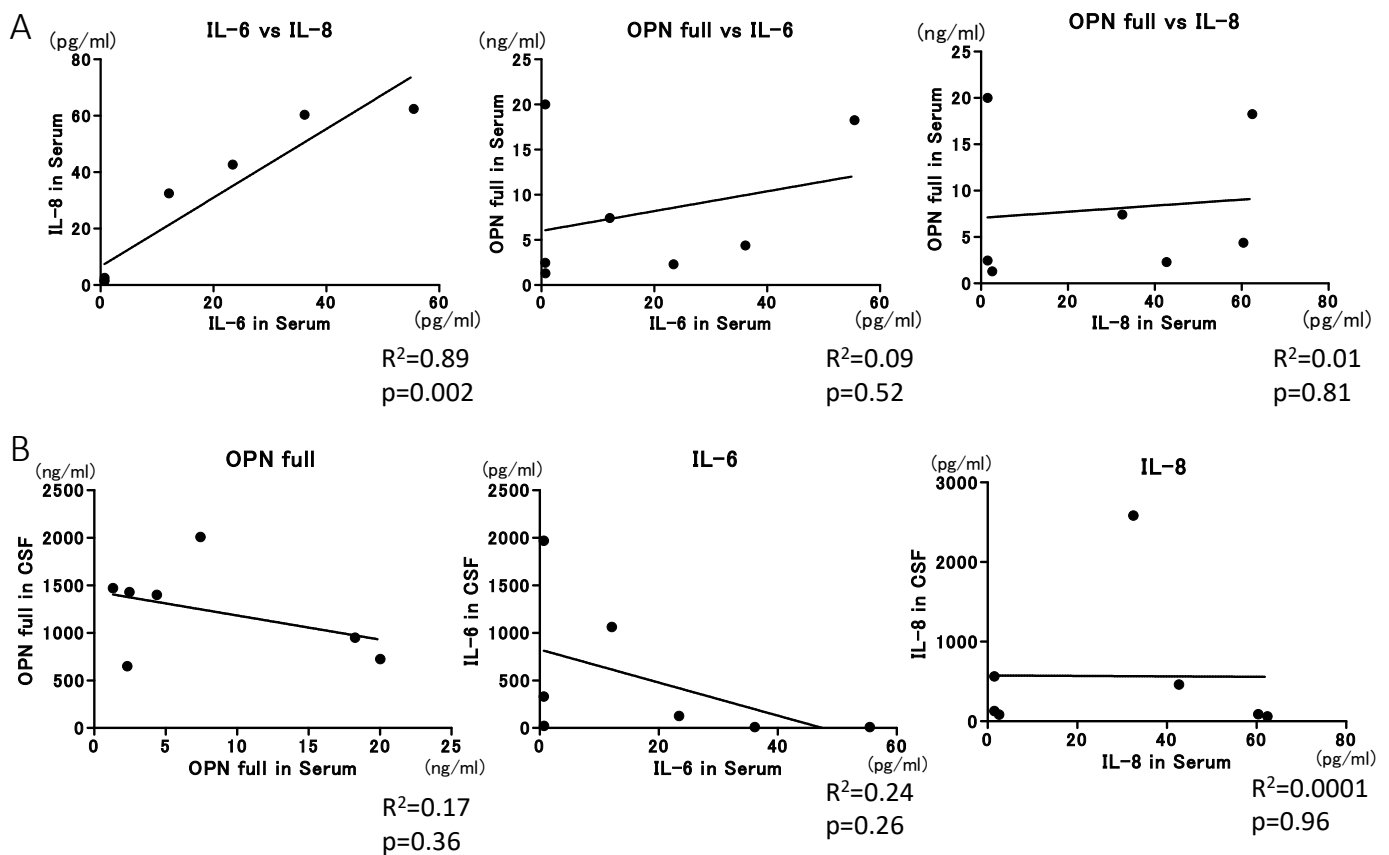 A
IL-6 vs IL-8
(pg/ml)
80
60
40
20
0
IL-8 in Serum
0 20 40 60
IL-6 in Serum
(pg/ml)
R²=0.89
p=0.002
OPN full vs IL-6
(ng/ml)
25
20
15
10
5
0
OPN full in Serum
0 20 40 60
IL-6 in Serum
(pg/ml)
R²=0.09
p=0.52
OPN full vs IL-8
(ng/ml)
25
20
15
10
5
0
OPN full in Serum
0 20 40 60 80
IL-8 in Serum
(pg/ml)
R²=0.01
p=0.81
B
OPN full
(ng/ml)
2500
2000
1500
1000
500
0
OPN full in CSF
0 5 10 15 20 25
OPN full in Serum
(ng/ml)
R²=0.17
p=0.36
IL-6
(pg/ml)
2500
2000
1500
1000
500
0
IL-6 in CSF
0 20 40 60
IL-6 in Serum
(pg/ml)
R²=0.24
p=0.26
IL-8
(pg/ml)
3000
2000
1000
0
IL-8 in CSF
0 20 40 60 80
IL-8 in Serum
(pg/ml)
R²=0.0001
p=0.96